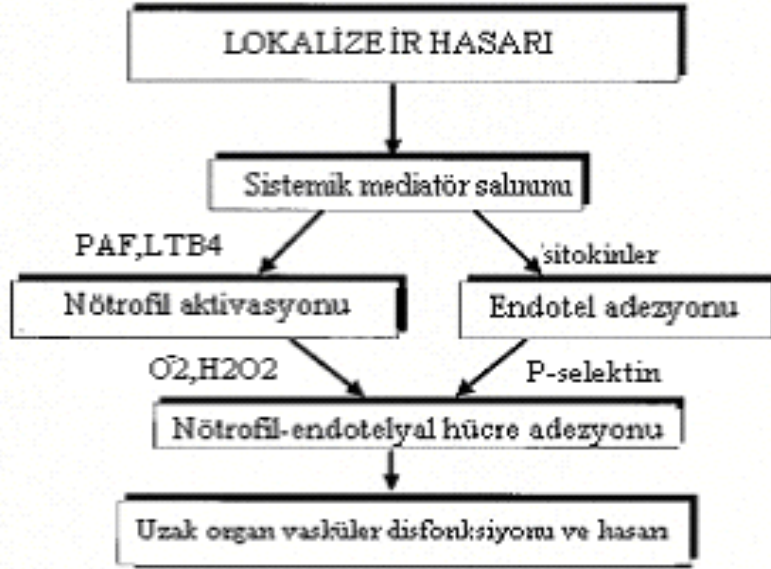 LOKALİZE İR HASARI
Sistemik mediatör salınımı
PAF,LTB4
sitokinler
Nötrofil aktivasyonu
Endotel adezyonu
O2,H2O2
P-selektin
Nötrofil-endotelyal hücre adezyonu
Uzak organ vasküler disfonksiyonu ve hasarı